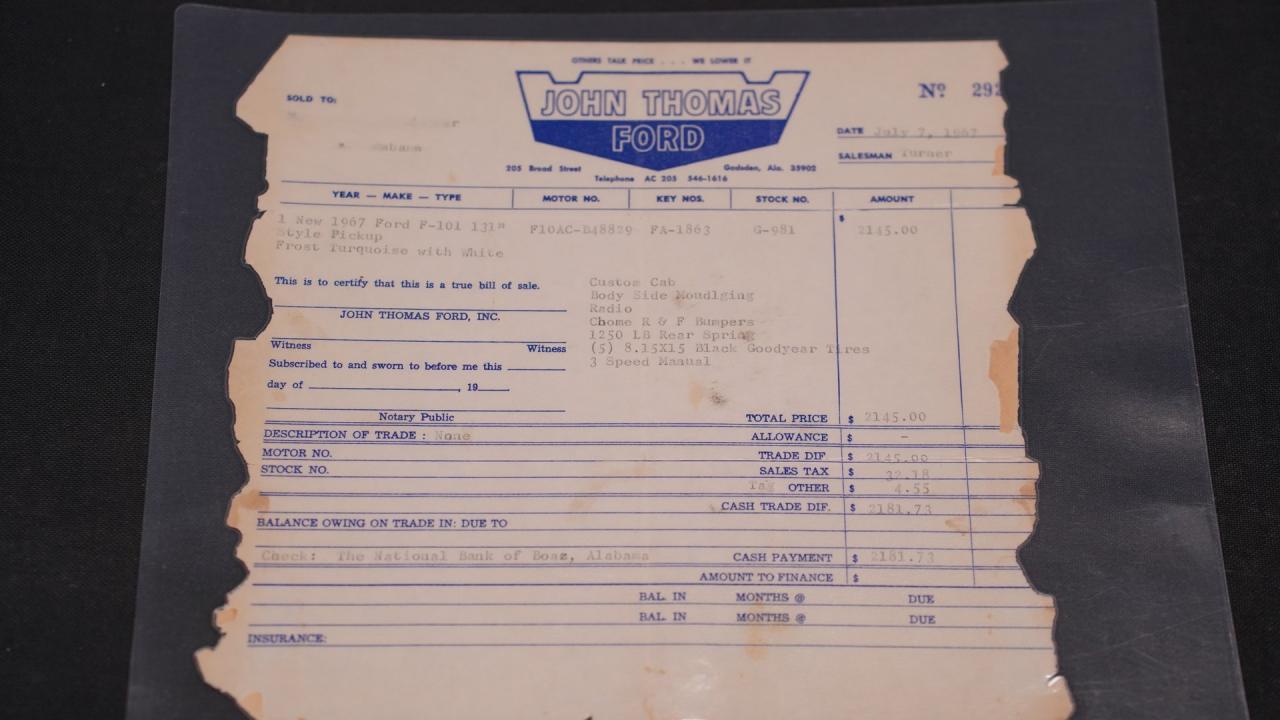 OTHERS TALK PRICE . . . WE LOWER IT
JOHN THOMAS
FORD
Nº 292
SOLD TO:
DATE July 7, 1967
SALESMAN Turner
205 Broad Street Gadsden, Ala. 35902
Telephone AC 205 546-1616
YEAR — MAKE — TYPE MOTOR NO. KEY NOS. STOCK NO. AMOUNT
1 New 1967 Ford F-101 131" F10AC-B48829 FA-1863 G-981 $ 2145.00
Style Pickup
Frost Turquoise with White
This is to certify that this is a true bill of sale.
JOHN THOMAS FORD, INC.
Witness Witness
Subscribed to and sworn to before me this
day of , 19
Notary Public
Custom Cab
Body Side Moudlging
Radio
Chome R & F Bumpers
1250 LB Rear Spring
(5) 8.15X15 Black Goodyear Tires
3 Speed Manual
TOTAL PRICE $ 2145.00
DESCRIPTION OF TRADE : None ALLOWANCE $ -
MOTOR NO. TRADE DIF. $ 2145.00
STOCK NO. SALES TAX $ 32.18
Tag OTHER $ 4.55
CASH TRADE DIF. $ 2181.73
BALANCE OWING ON TRADE IN: DUE TO
Check: The National Bank of Boaz, Alabama CASH PAYMENT $ 2181.73
AMOUNT TO FINANCE $
BAL. IN MONTHS @ DUE
BAL. IN MONTHS @ DUE
INSURANCE: